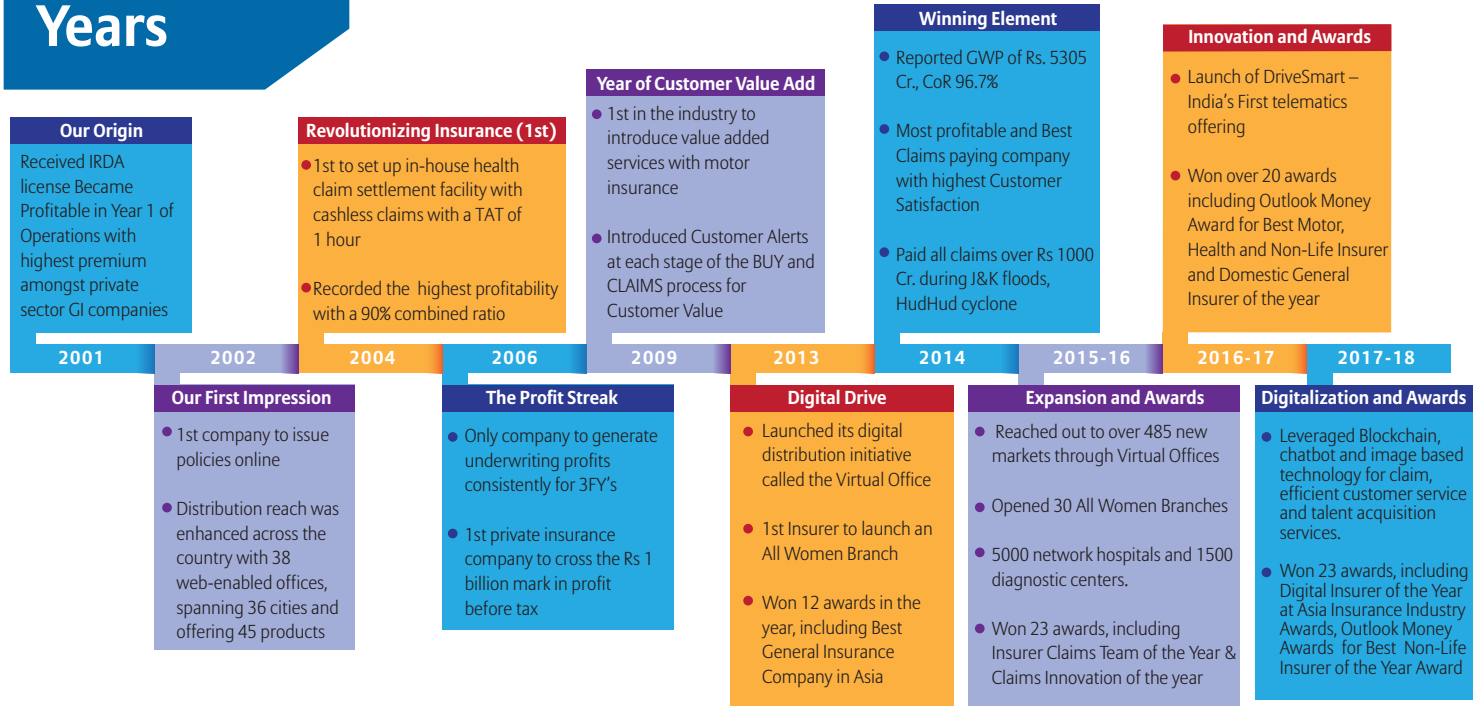 Years
Our Origin
Received IRDA
license Became
Profitable in Year 1 of
Operations with
highest premium
amongst private
sector GI companies
2001
2002
Our First Impression
1st company to issue
policies online
Distribution reach was
enhanced across the
country with 38
web-enabled offices,
spanning 36 cities and
offering 45 products
Revolutionizing Insurance (1st)
1st to set up in-house health
claim settlement facility with
cashless claims with a TAT of
1 hour
Recorded the highest profitability
with a 90% combined ratio
2004
2006
The Profit Streak
Only company to generate
underwriting profits
consistently for 3FY's
1st private insurance
company to cross the Rs 1
billion mark in profit
before tax
Year of Customer Value Add
1st in the industry to
introduce value added
services with motor
insurance
Introduced Customer Alerts
at each stage of the BUY and
CLAIMS process for
Customer Value
2009
2013
Digital Drive
Launched its digital
distribution initiative
called the Virtual Office
1st Insurer to launch an
All Women Branch
Won 12 awards in the
year, including Best
General Insurance
Company in Asia
Winning Element
Reported GWP of Rs. 5305
Cr., CoR 96.7%
Most profitable and Best
Claims paying company
with highest Customer
Satisfaction
Paid all claims over Rs 1000
Cr. during J&K floods,
HudHud cyclone
2014
2015-16
Expansion and Awards
Reached out to over 485 new
markets through Virtual Offices
Opened 30 All Women Branches
5000 network hospitals and 1500
diagnostic centers.
Won 23 awards, including
Insurer Claims Team of the Year &
Claims Innovation of the year
Innovation and Awards
Launch of DriveSmart –
India's First telematics
offering
Won over 20 awards
including Outlook Money
Award for Best Motor,
Health and Non-Life Insurer
and Domestic General
Insurer of the year
2016-17
2017-18
Digitalization and Awards
Leveraged Blockchain,
chatbot and image based
technology for claim,
efficient customer service
and talent acquisition
services.
Won 23 awards, including
Digital Insurer of the Year
at Asia Insurance Industry
Awards, Outlook Money
Awards for Best Non-Life
Insurer of the Year Award